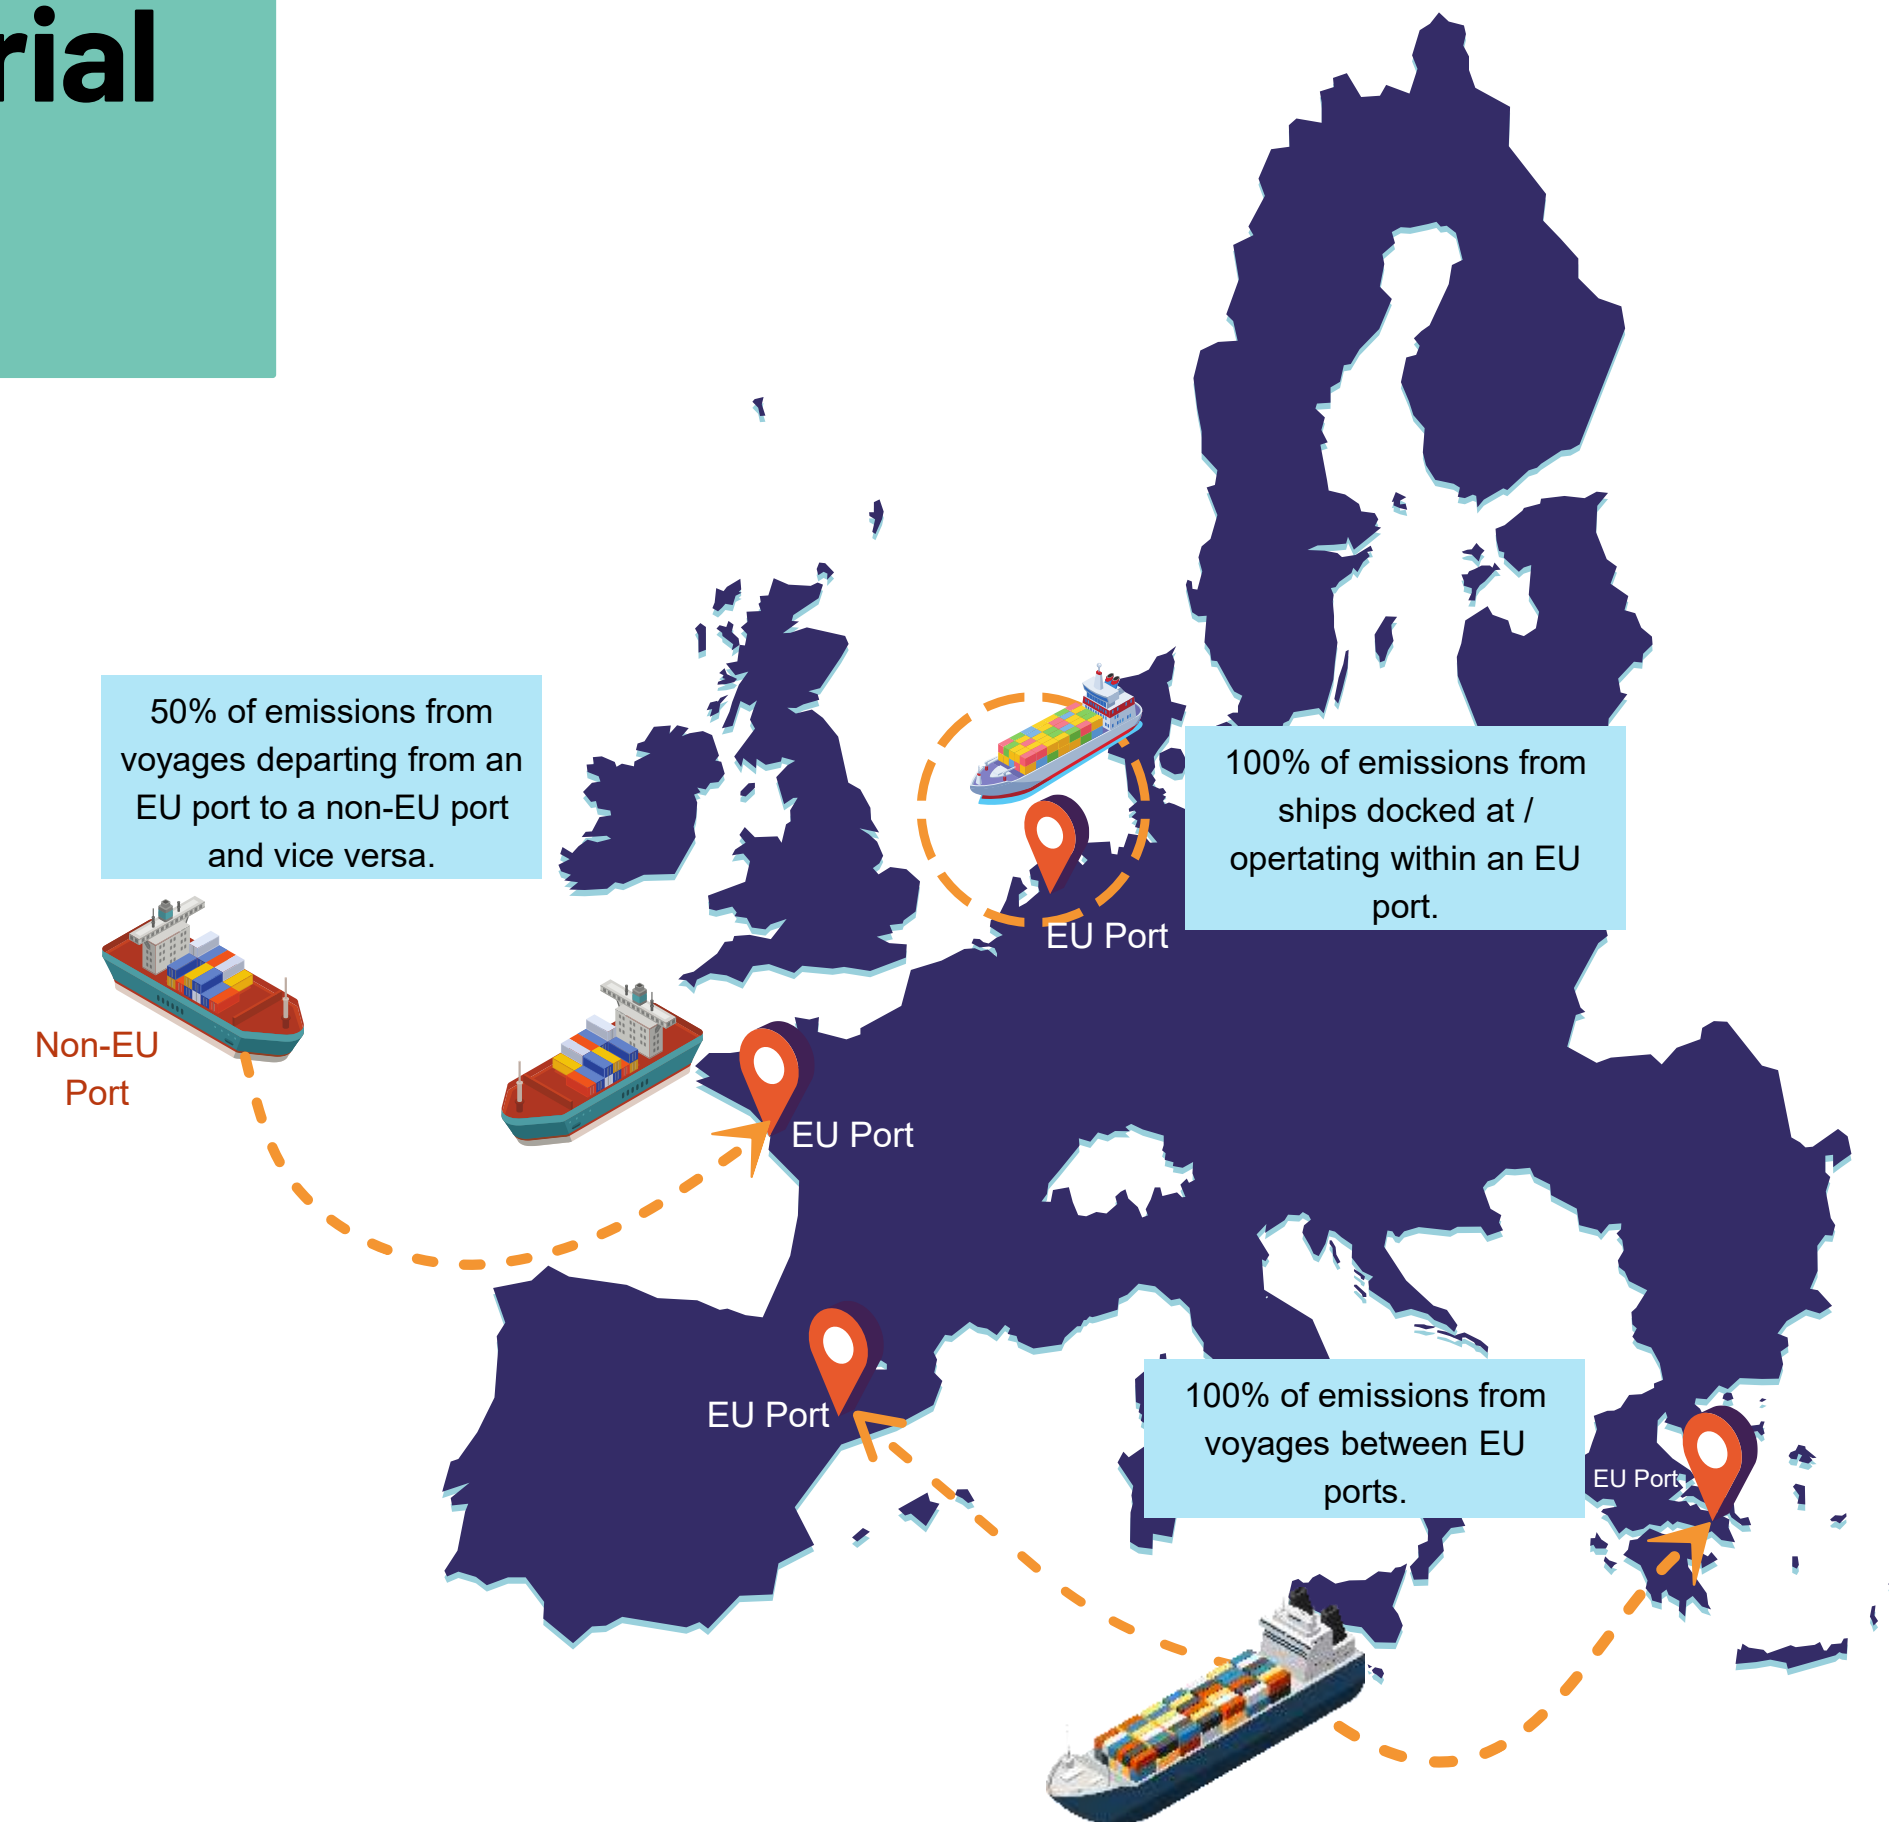 rial
50% of emissions from
voyages departing from an
EU port to a non-EU port
and vice versa.
100% of emissions from
ships docked at /
opertating within an EU
port.
EU Port
Non-EU
Port
EU Port
EU Port
100% of emissions from
voyages between EU
ports.
EU Port